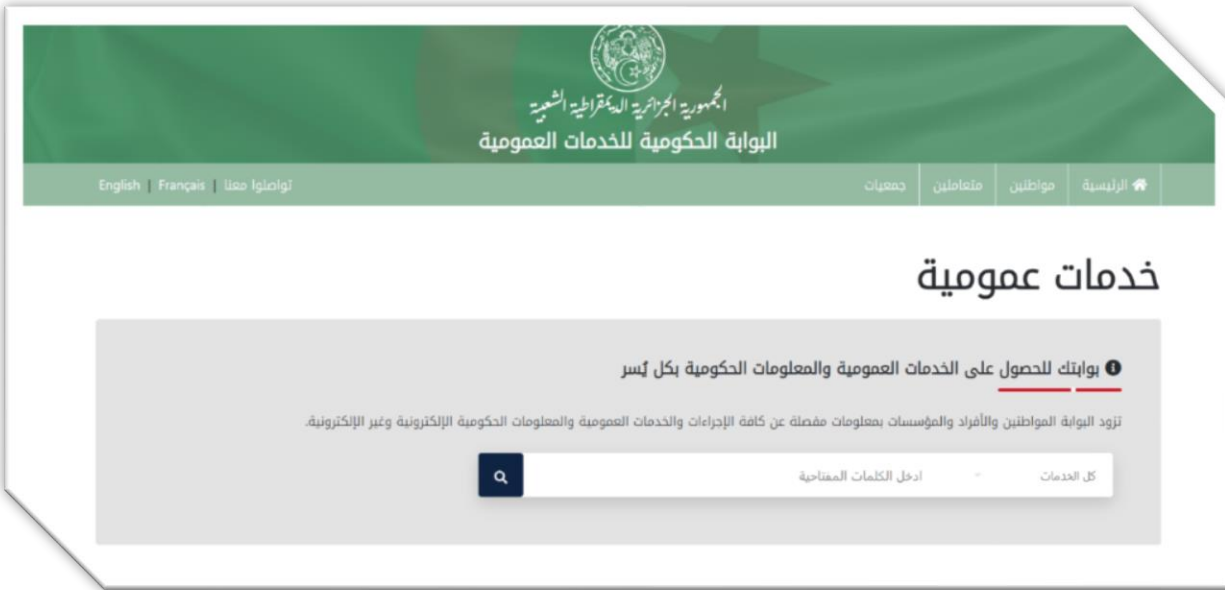 الجمهورية الجزائرية الديمقراطية الشعبية
البوابة الحكومية للخدمات العمومية
الرئيسية | مواطنين | متعاملين | جمعيات
تواصلوا معنا | Français | English
خدمات عمومية
بوابتك للحصول على الخدمات العمومية والمعلومات الحكومية بكل يُسر
تزود البوابة المواطنين والأفراد والمؤسسات بمعلومات مفصلة عن كافة الإجراءات والخدمات العمومية والمعلومات الحكومية الإلكترونية وغير الإلكترونية.
كل الخدمات
ادخل الكلمات المفتاحية